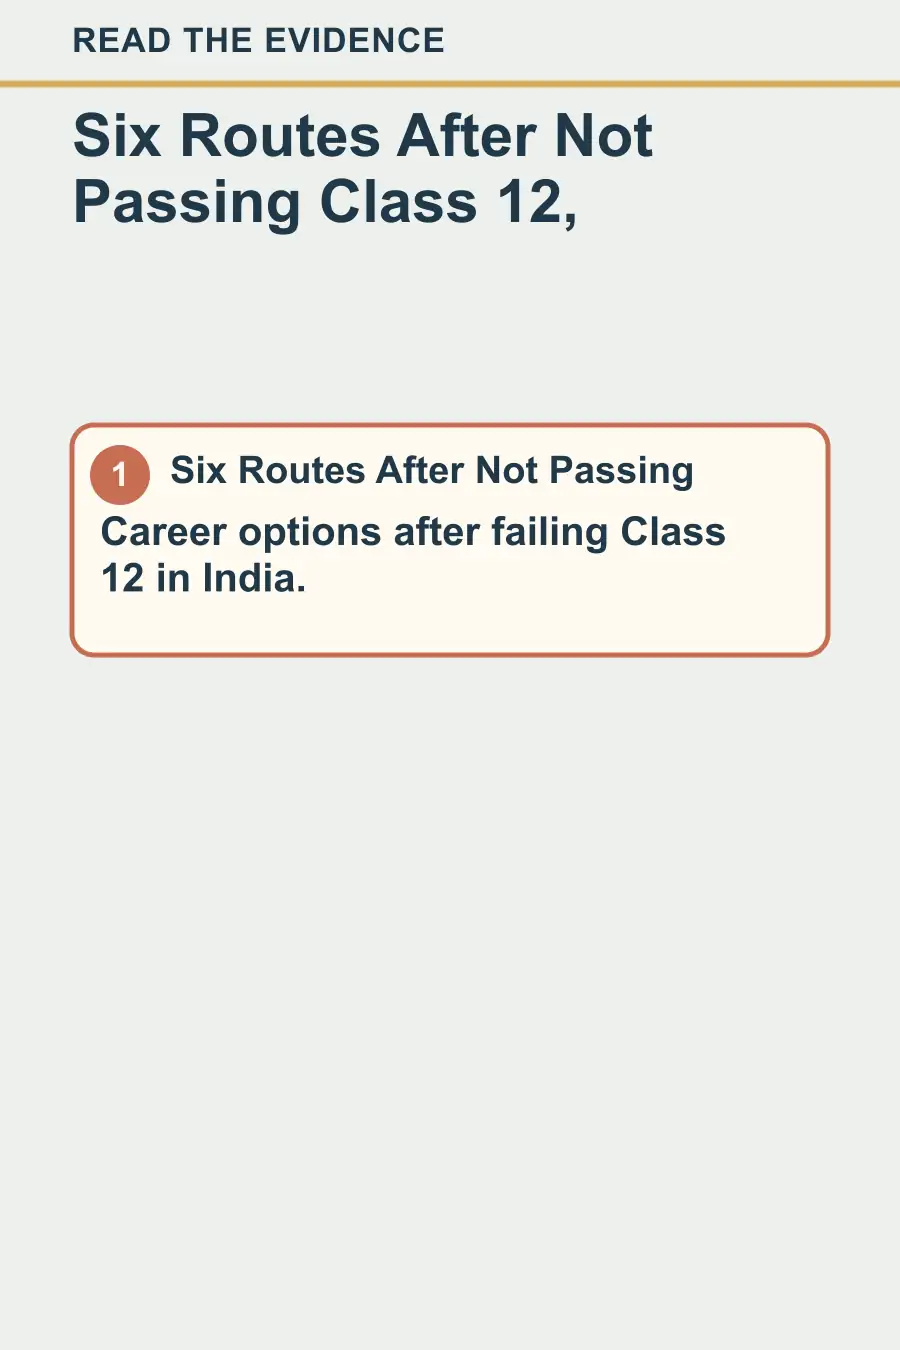 READ THE EVIDENCE
Six Routes After Not
Passing Class 12,
1 Six Routes After Not Passing
Career options after failing Class
12 in India.